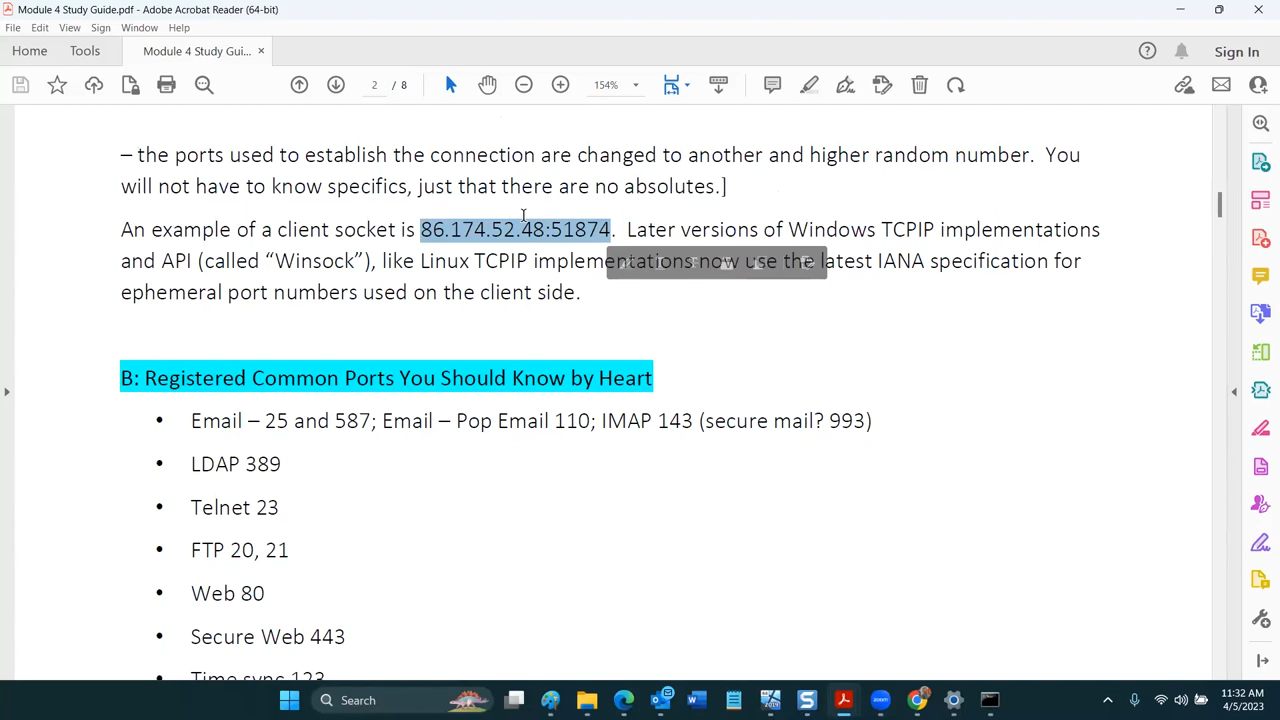 Module 4 Study Guide.pdf - Adobe Acrobat Reader (64-bit)
File Edit View Sign Window Help
Home Tools Module 4 Study Gui... × Sign In
2 / 8 154%
– the ports used to establish the connection are changed to another and higher random number. You
will not have to know specifics, just that there are no absolutes.]
An example of a client socket is 86.174.52.48:51874. Later versions of Windows TCPIP implementations
and API (called “Winsock”), like Linux TCPIP implementations now use the latest IANA specification for
ephemeral port numbers used on the client side.
B: Registered Common Ports You Should Know by Heart
• Email – 25 and 587; Email – Pop Email 110; IMAP 143 (secure mail? 993)
• LDAP 389
• Telnet 23
• FTP 20, 21
• Web 80
• Secure Web 443
• Time sync 123
Search
11:32 AM
4/5/2023